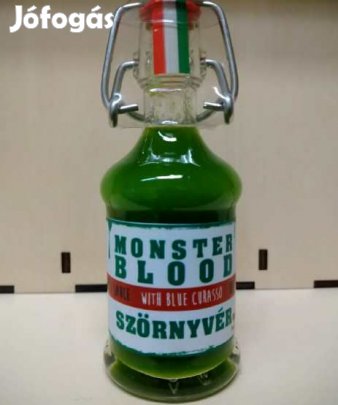 Jófogás
MONSTER
BLOOD
WITH BLUE CURASSO
SZÖRNYVÉR